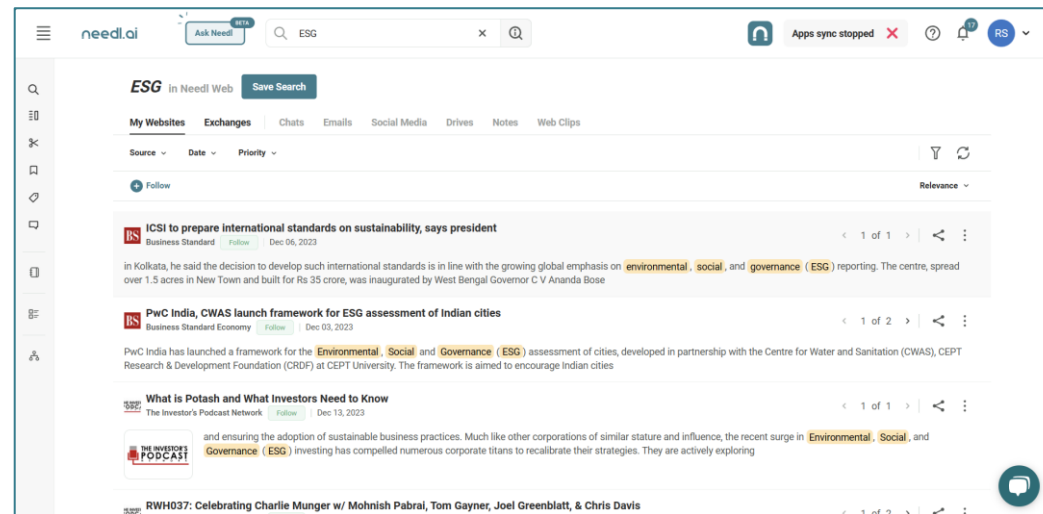 needl.ai
Ask Needl
BETA
ESG
Apps sync stopped
17
RS
ESG in Needl Web
Save Search
My Websites Exchanges Chats Emails Social Media Drives Notes Web Clips
Source Date Priority
Follow
Relevance
BS
ICSI to prepare international standards on sustainability, says president
Business Standard Follow Dec 06, 2023
1 of 1
in Kolkata, he said the decision to develop such international standards is in line with the growing global emphasis on environmental, social, and governance (ESG) reporting. The centre, spread
over 1.5 acres in New Town and built for Rs 35 crore, was inaugurated by West Bengal Governor C V Ananda Bose
BS
PwC India, CWAS launch framework for ESG assessment of Indian cities
Business Standard Economy Follow Dec 03, 2023
1 of 2
PwC India has launched a framework for the Environmental, Social and Governance (ESG) assessment of cities, developed in partnership with the Centre for Water and Sanitation (CWAS), CEPT
Research & Development Foundation (CRDF) at CEPT University. The framework is aimed to encourage Indian cities
What is Potash and What Investors Need to Know
The Investor's Podcast Network Follow Dec 13, 2023
1 of 1
THE INVESTOR'S
PODCAST
and ensuring the adoption of sustainable business practices. Much like other corporations of similar stature and influence, the recent surge in Environmental, Social, and
Governance (ESG) investing has compelled numerous corporate titans to recalibrate their strategies. They are actively exploring
RWH037: Celebrating Charlie Munger w/ Mohnish Pabrai, Tom Gayner, Joel Greenblatt, & Chris Davis
1 of 2